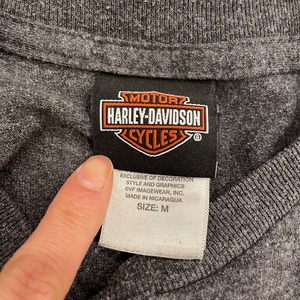 MOTOR
HARLEY-DAVIDSON
CYCLES
®
EXCLUSIVE OF DECORATION
STYLE AND GRAPHICS
©VF IMAGEWEAR, INC.
MADE IN NICARAGUA
SIZE: M